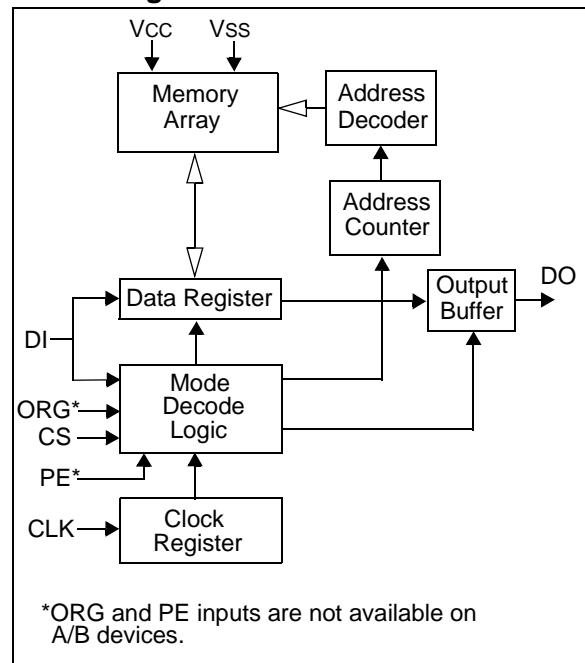 VCC
VSS
Memory
Array
Address
Decoder
Address
Counter
Data Register
Output
Buffer
DO
DI
Mode
Decode
Logic
ORG*
CS
PE*
CLK
Clock
Register
*ORG and PE inputs are not available on
A/B devices.